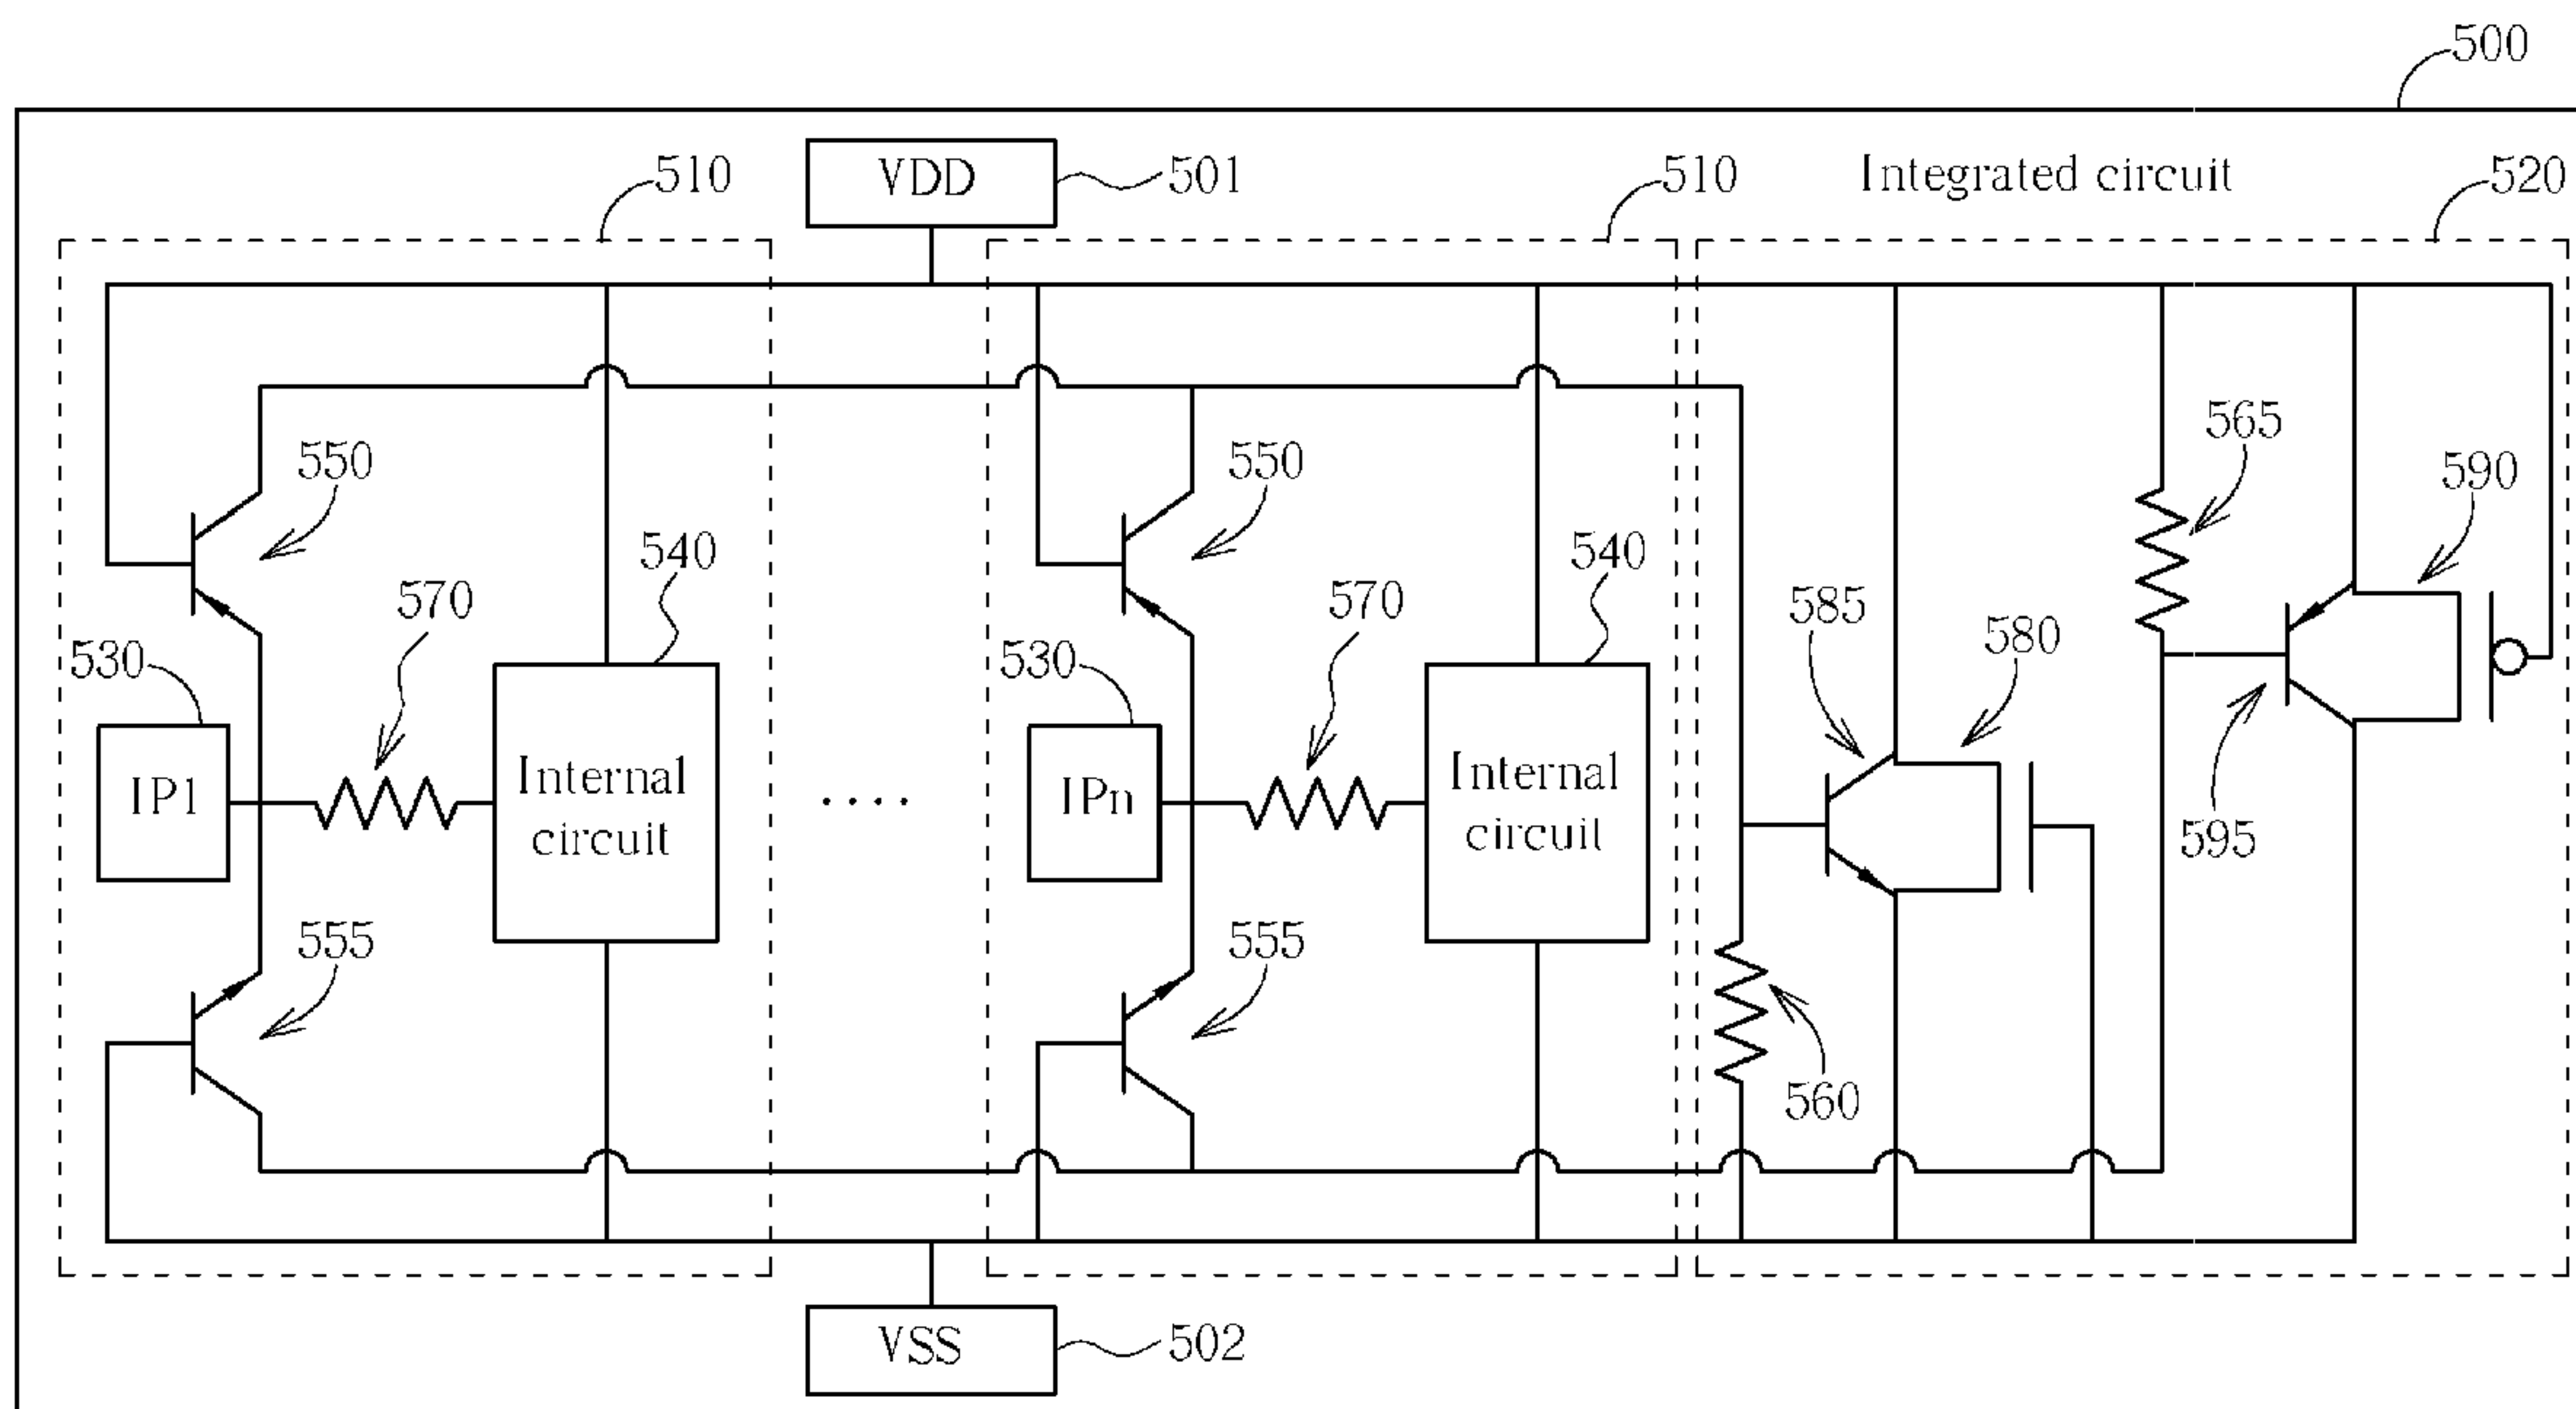 500
VDD
501
510
510
Integrated circuit
520
550
550
565
590
570
540
570
540
585
580
530
530
IP1
Internal
circuit
....
IPn
Internal
circuit
595
555
555
560
VSS
502